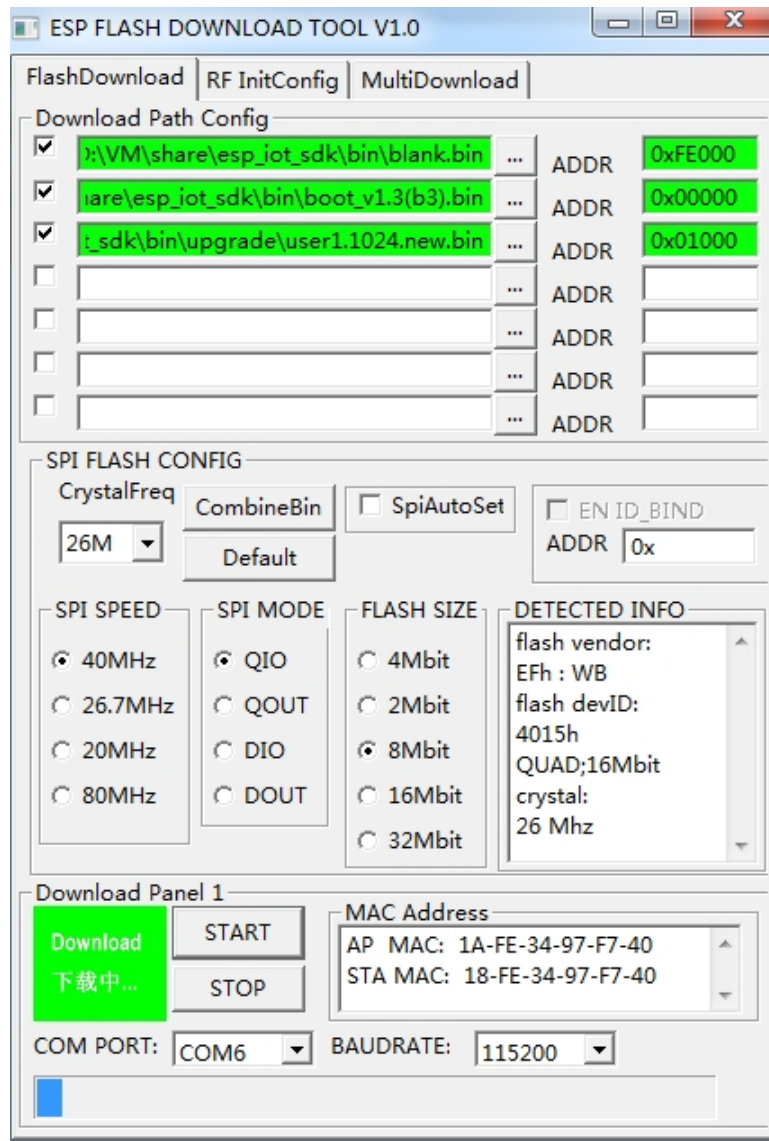 ESP FLASH DOWNLOAD TOOL V1.0
FlashDownload RF InitConfig MultiDownload
Download Path Config
:\VM\share\esp_iot_sdk\bin\blank.bin ... ADDR 0xFE000
are\esp_iot_sdk\bin\boot_v1.3(b3).bin ... ADDR 0x00000
t_sdk\bin\upgrade\user1.1024.new.bin ... ADDR 0x01000
... ADDR
... ADDR
... ADDR
... ADDR
SPI FLASH CONFIG
CrystalFreq CombineBin SpiAutoSet EN ID_BIND
26M Default ADDR 0x
SPI SPEED SPI MODE FLASH SIZE DETECTED INFO
40MHz QIO 4Mbit flash vendor:
EFh : WB
26.7MHz QOUT 2Mbit flash devID:
4015h
20MHz DIO 8Mbit QUAD;16Mbit
80MHz DOUT 16Mbit crystal:
32Mbit 26 Mhz
Download Panel 1
Download START MAC Address
下载中... STOP AP MAC: 1A-FE-34-97-F7-40
STA MAC: 18-FE-34-97-F7-40
COM PORT: COM6 BAUDRATE: 115200